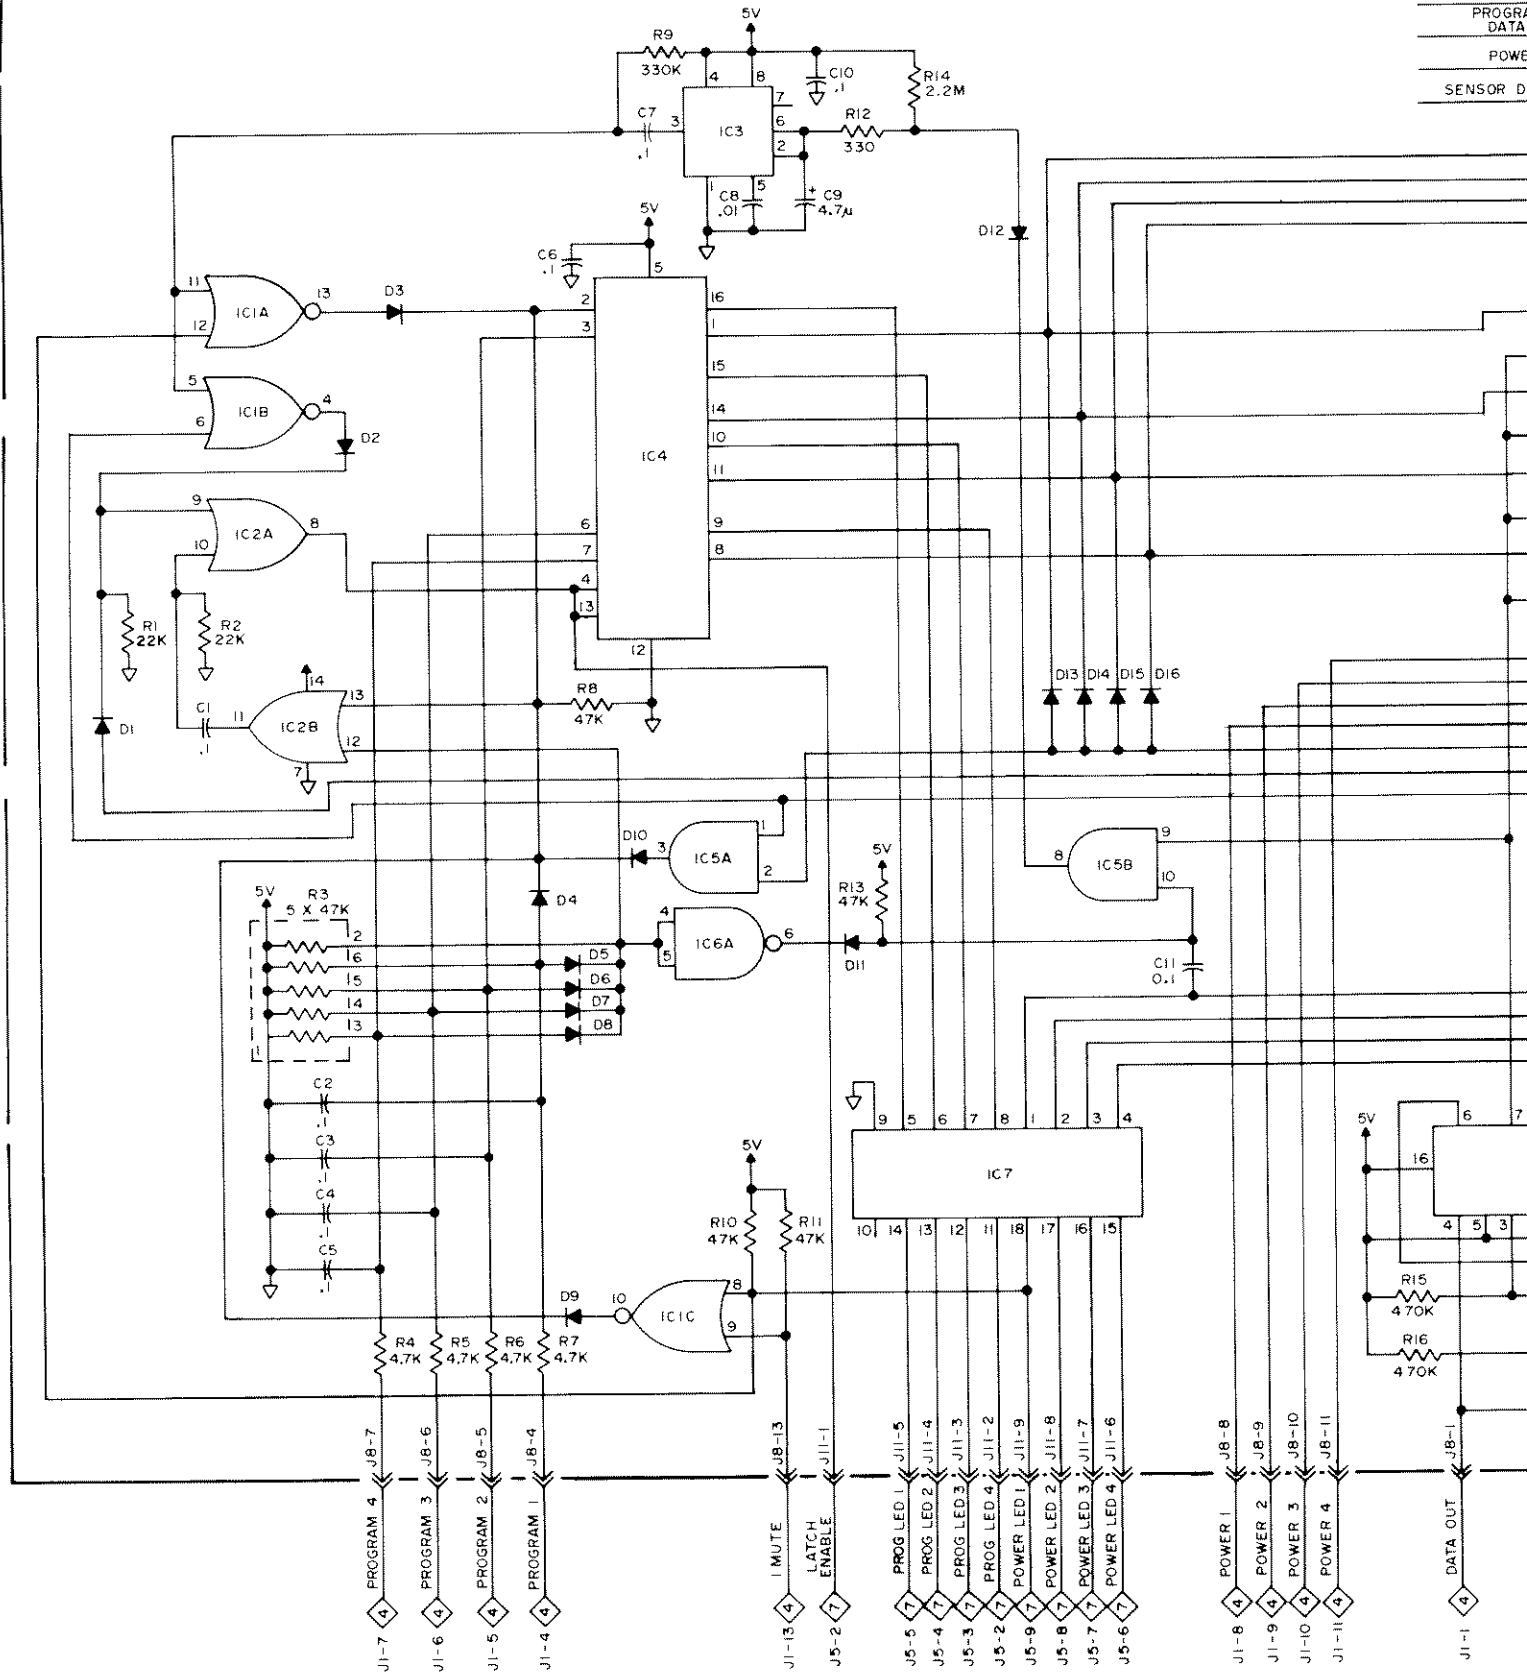 PROGRA
DATA
POWE
SENSOR D
5V
R9
330K
4
8
C10
.1
R14
2.2M
7
C7
.1
3
IC3
6
2
R12
330
1
5
C8
.01
+
C9
4.7µ
D12
5V
C6
.1
5
11
12
IC1A
13
D3
2
3
16
1
15
14
10
11
9
8
IC4
5
6
IC1B
4
D2
9
10
IC2A
8
6
7
4
13
12
R1
22K
R2
22K
14
13
C1
.1
11
IC2B
12
7
D1
R8
47K
D13
D14
D15
D16
D10
3
IC5A
1
2
5V
R13
47K
8
IC5B
9
10
5V
R3
5 X 47K
D4
2
6
15
14
13
1
D5
D6
D7
D8
4
5
IC6A
6
D11
C11
0.1
C2
.1
C3
.1
C4
.1
C5
.1
9
5
6
7
8
1
2
3
4
IC7
10
14
13
12
11
18
17
16
15
5V
R10
47K
R11
47K
5V
6
7
16
4
5
3
R15
470K
R16
470K
D9
10
IC1C
8
9
R4
4.7K
R5
4.7K
R6
4.7K
R7
4.7K
J8-7
J8-6
J8-5
J8-4
J8-13
J11-1
J11-5
J11-4
J11-3
J11-2
J11-9
J11-8
J11-7
J11-6
J8-8
J8-9
J8-10
J8-11
J8-1
PROGRAM 4
PROGRAM 3
PROGRAM 2
PROGRAM 1
I MUTE
LATCH
ENABLE
PROG LED 1
PROG LED 2
PROG LED 3
PROG LED 4
POWER LED 1
POWER LED 2
POWER LED 3
POWER LED 4
POWER 1
POWER 2
POWER 3
POWER 4
DATA OUT
4
4
4
4
4
7
7
7
7
7
7
7
7
7
4
4
4
4
4
J1-7
J1-6
J1-5
J1-4
J1-13
J5-2
J5-5
J5-4
J5-3
J5-2
J5-9
J5-8
J5-7
J5-6
J1-8
J1-9
J1-10
J1-11
J1-1